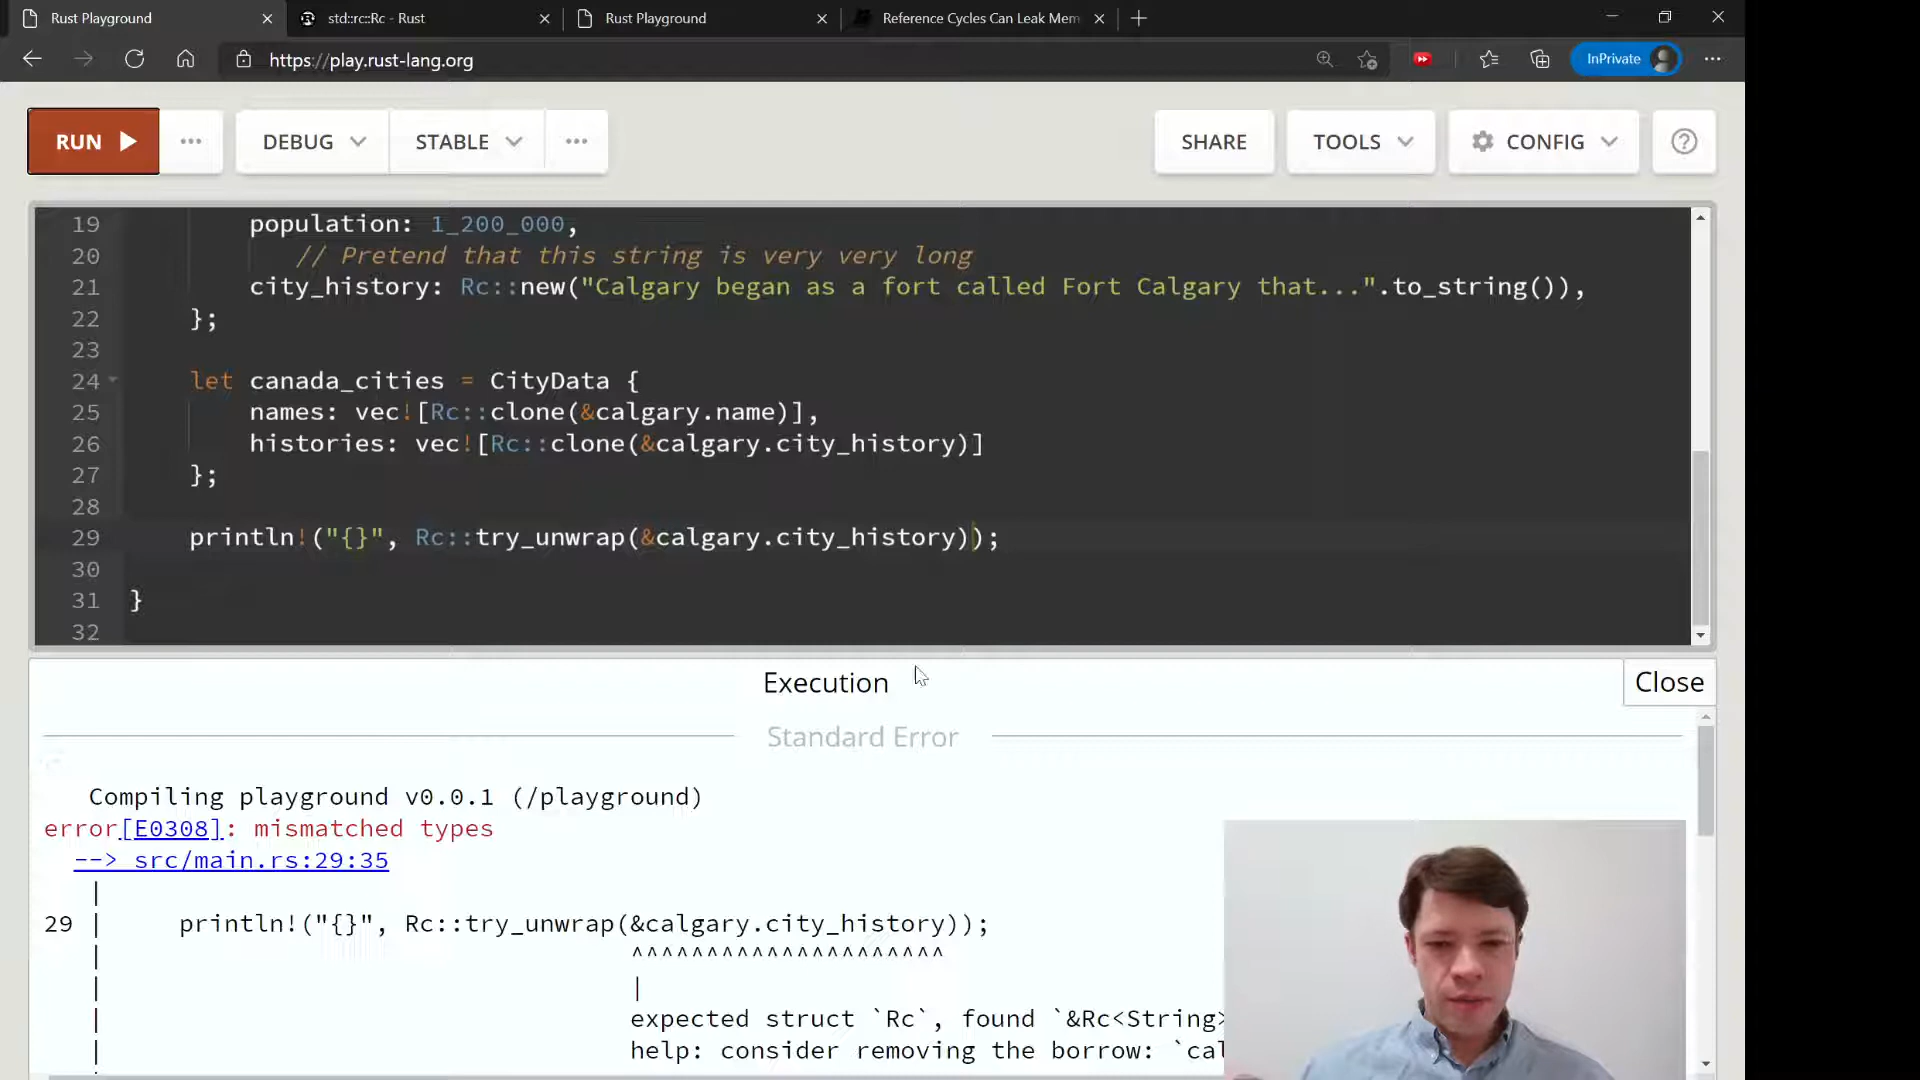 Rust Playground
std::rc::Rc - Rust
Rust Playground
Reference Cycles Can Leak Mem
https://play.rust-lang.org
InPrivate
RUN
DEBUG
STABLE
SHARE
TOOLS
CONFIG
19 population: 1_200_000,
20 // Pretend that this string is very very long
21 city_history: Rc::new("Calgary began as a fort called Fort Calgary that...".to_string()),
22 };
23
24 let canada_cities = CityData {
25 names: vec![Rc::clone(&calgary.name)],
26 histories: vec![Rc::clone(&calgary.city_history)]
27 };
28
29 println!("{}", Rc::try_unwrap(&calgary.city_history));
30
31 }
32
Execution
Close
Standard Error
Compiling playground v0.0.1 (/playground)
error[E0308]: mismatched types
--> src/main.rs:29:35
|
29 | println!("{}", Rc::try_unwrap(&calgary.city_history));
| ^^^^^^^^^^^^^^^^^^^^^
| |
| expected struct `Rc`, found `&Rc<String>
| help: consider removing the borrow: `cal